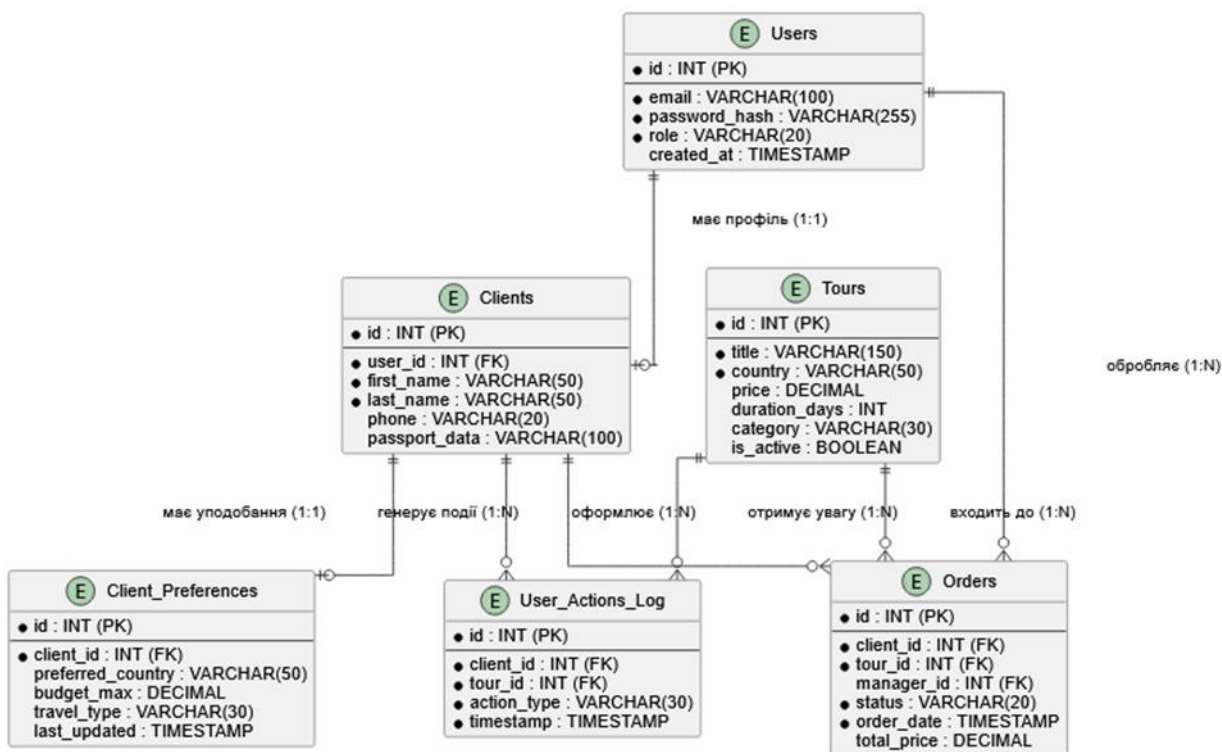 E Users
id : INT (PK)
email : VARCHAR(100)
password_hash : VARCHAR(255)
role : VARCHAR(20)
created_at : TIMESTAMP
має профіль (1:1)
E Clients
id : INT (PK)
user_id : INT (FK)
first_name : VARCHAR(50)
last_name : VARCHAR(50)
phone : VARCHAR(20)
passport_data : VARCHAR(100)
E Tours
id : INT (PK)
title : VARCHAR(150)
country : VARCHAR(50)
price : DECIMAL
duration_days : INT
category : VARCHAR(30)
is_active : BOOLEAN
обробляє (1:N)
має уподобання (1:1)
генерує події (1:N)
оформлює (1:N)
отримує увагу (1:N)
входить до (1:N)
E Client_Preferences
id : INT (PK)
client_id : INT (FK)
preferred_country : VARCHAR(50)
budget_max : DECIMAL
travel_type : VARCHAR(30)
last_updated : TIMESTAMP
E User_Actions_Log
id : INT (PK)
client_id : INT (FK)
tour_id : INT (FK)
action_type : VARCHAR(30)
timestamp : TIMESTAMP
E Orders
id : INT (PK)
client_id : INT (FK)
tour_id : INT (FK)
manager_id : INT (FK)
status : VARCHAR(20)
order_date : TIMESTAMP
total_price : DECIMAL